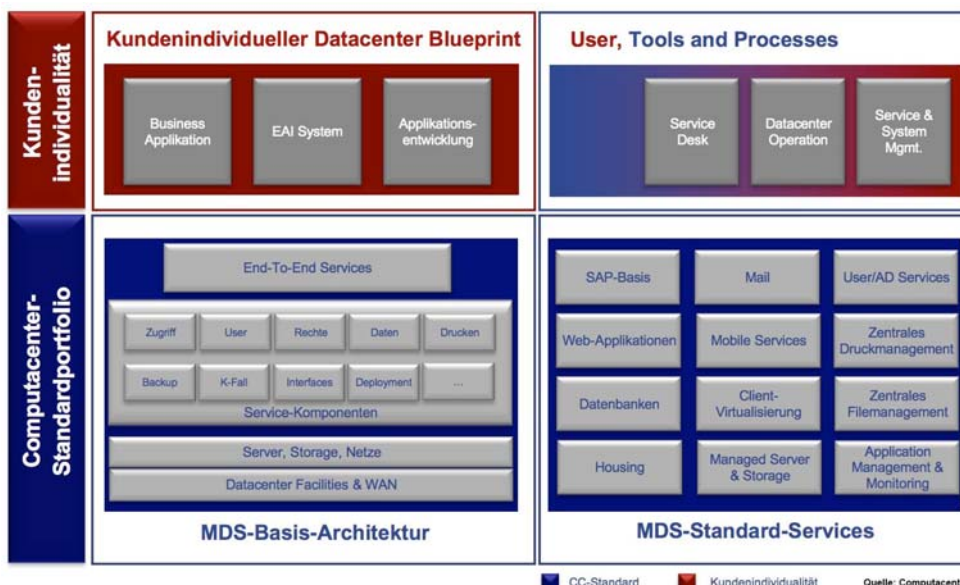 Kunden-
individualität
Kundenindividueller Datacenter Blueprint
Business
Applikation
EAI System
Applikations-
entwicklung
User, Tools and Processes
Service
Desk
Datacenter
Operation
Service &
System
Mgmt.
Computacenter-
Standardportfolio
End-To-End Services
Zugriff
User
Rechte
Daten
Drucken
Backup
K-Fall
Interfaces
Deployment
...
Service-Komponenten
Server, Storage, Netze
Datacenter Facilities & WAN
MDS-Basis-Architektur
SAP-Basis
Mail
User/AD Services
Web-Applikationen
Mobile Services
Zentrales
Druckmanagement
Datenbanken
Client-
Virtualisierung
Zentrales
Filemanagement
Housing
Managed Server
& Storage
Application
Management &
Monitoring
MDS-Standard-Services
CC-Standard
Kundenindividualität
Quelle: Computacent